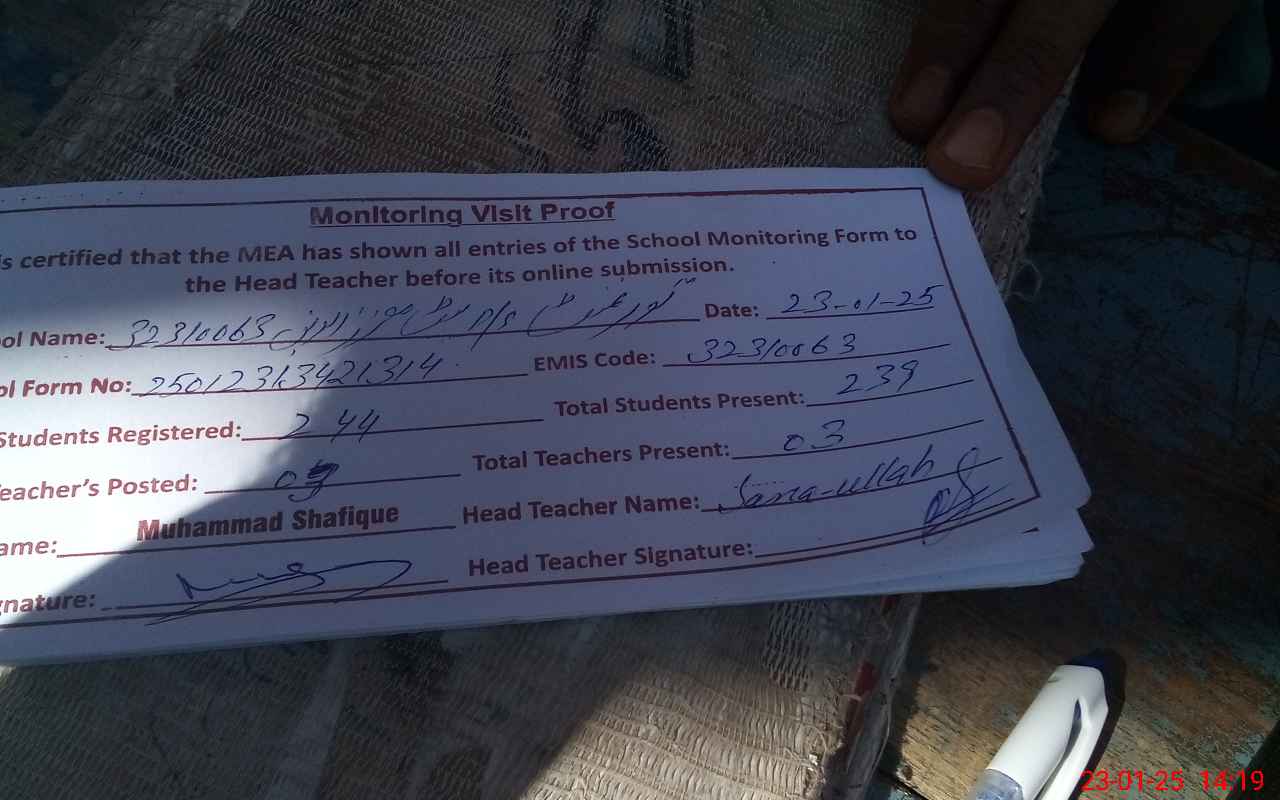 Monitoring Visit Proof
is certified that the MEA has shown all entries of the School Monitoring Form to
the Head Teacher before its online submission.
ol Name: 32310063 P/S Date: 23-01-25
ol Form No: 25012313421314 EMIS Code: 32310063
Students Registered: 244 Total Students Present: 239
eacher's Posted: Total Teachers Present: 03
ame: Muhammad Shafique Head Teacher Name: Sana-ullah
gnature: Head Teacher Signature:
23-01-25 14:19